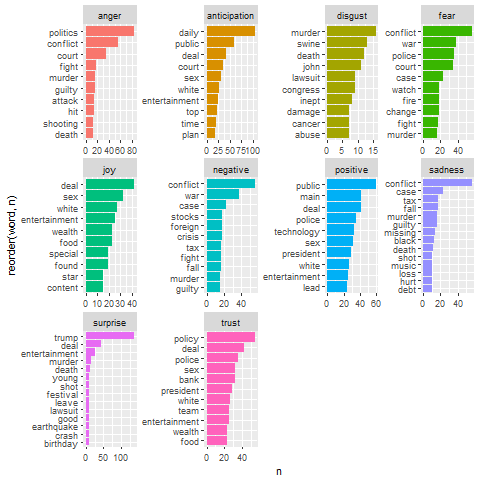 anger
politics
conflict
court
fight
murder
guilty
attack
hit
shooting
death
0 20 40 60 80
anticipation
daily
public
deal
court
sex
white
entertainment
top
time
plan
0 25 50 75 100
disgust
murder
swine
death
john
lawsuit
congress
inept
damage
cancer
abuse
0 5 10 15
fear
conflict
war
police
court
case
watch
fire
change
fight
murder
0 20 40
joy
deal
sex
white
entertainment
wealth
food
special
found
star
content
0 10 20 30 40
negative
conflict
war
case
stocks
foreign
crisis
tax
fight
fall
murder
guilty
0 20 40
positive
public
main
deal
police
technology
sex
president
white
entertainment
lead
0 20 40 60
sadness
conflict
case
tax
fall
murder
guilty
missing
black
death
shot
music
loss
hurt
debt
0 20 40
surprise
trump
deal
entertainment
murder
death
young
shot
festival
leave
lawsuit
good
earthquake
crash
birthday
0 50 100
trust
policy
deal
police
sex
bank
president
white
team
entertainment
wealth
food
0 20 40
reorder(word, n)
n